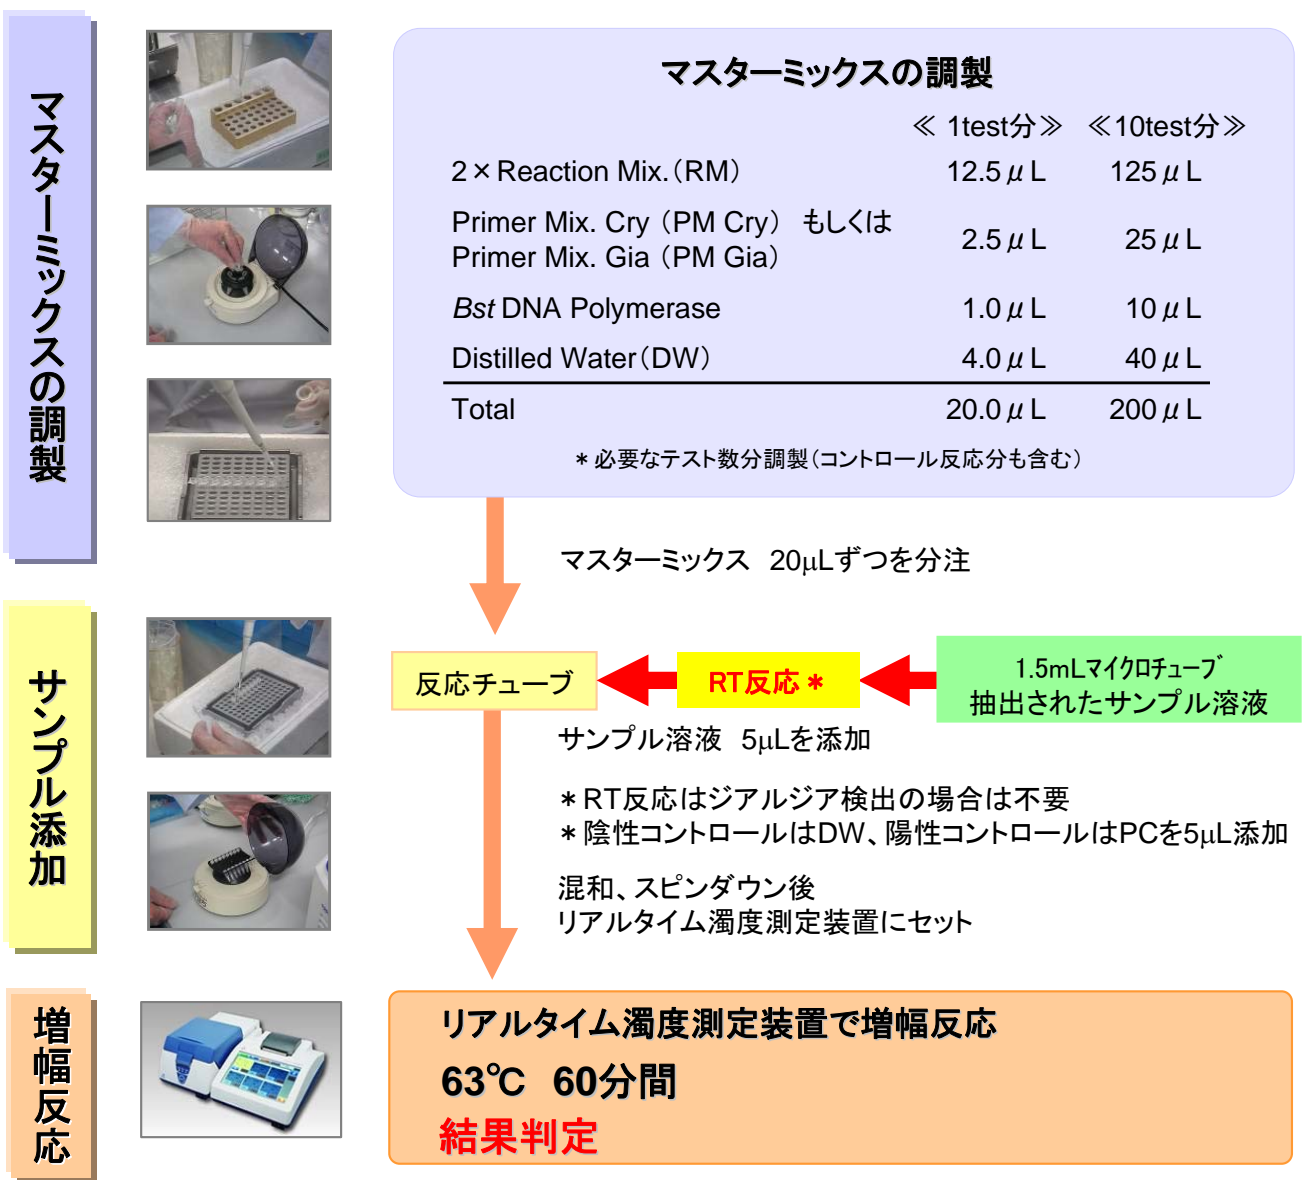 マスターミックスの調製
マスターミックスの調製
≪ 1test分≫ ≪10test分≫
2×Reaction Mix.(RM) 12.5μL 125μL
Primer Mix. Cry (PM Cry) もしくは
Primer Mix. Gia (PM Gia) 2.5μL 25μL
Bst DNA Polymerase 1.0μL 10μL
Distilled Water(DW) 4.0μL 40μL
Total 20.0μL 200μL
*必要なテスト数分調製(コントロール反応分も含む)
マスターミックス 20μLずつを分注
サンプル添加
反応チューブ
RT反応*
1.5mLマイクロチューブ
抽出されたサンプル溶液
サンプル溶液 5μLを添加
*RT反応はジアルジア検出の場合は不要
*陰性コントロールはDW、陽性コントロールはPCを5μL添加
混和、スピンダウン後
リアルタイム濁度測定装置にセット
増幅反応
リアルタイム濁度測定装置で増幅反応
63℃ 60分間
結果判定